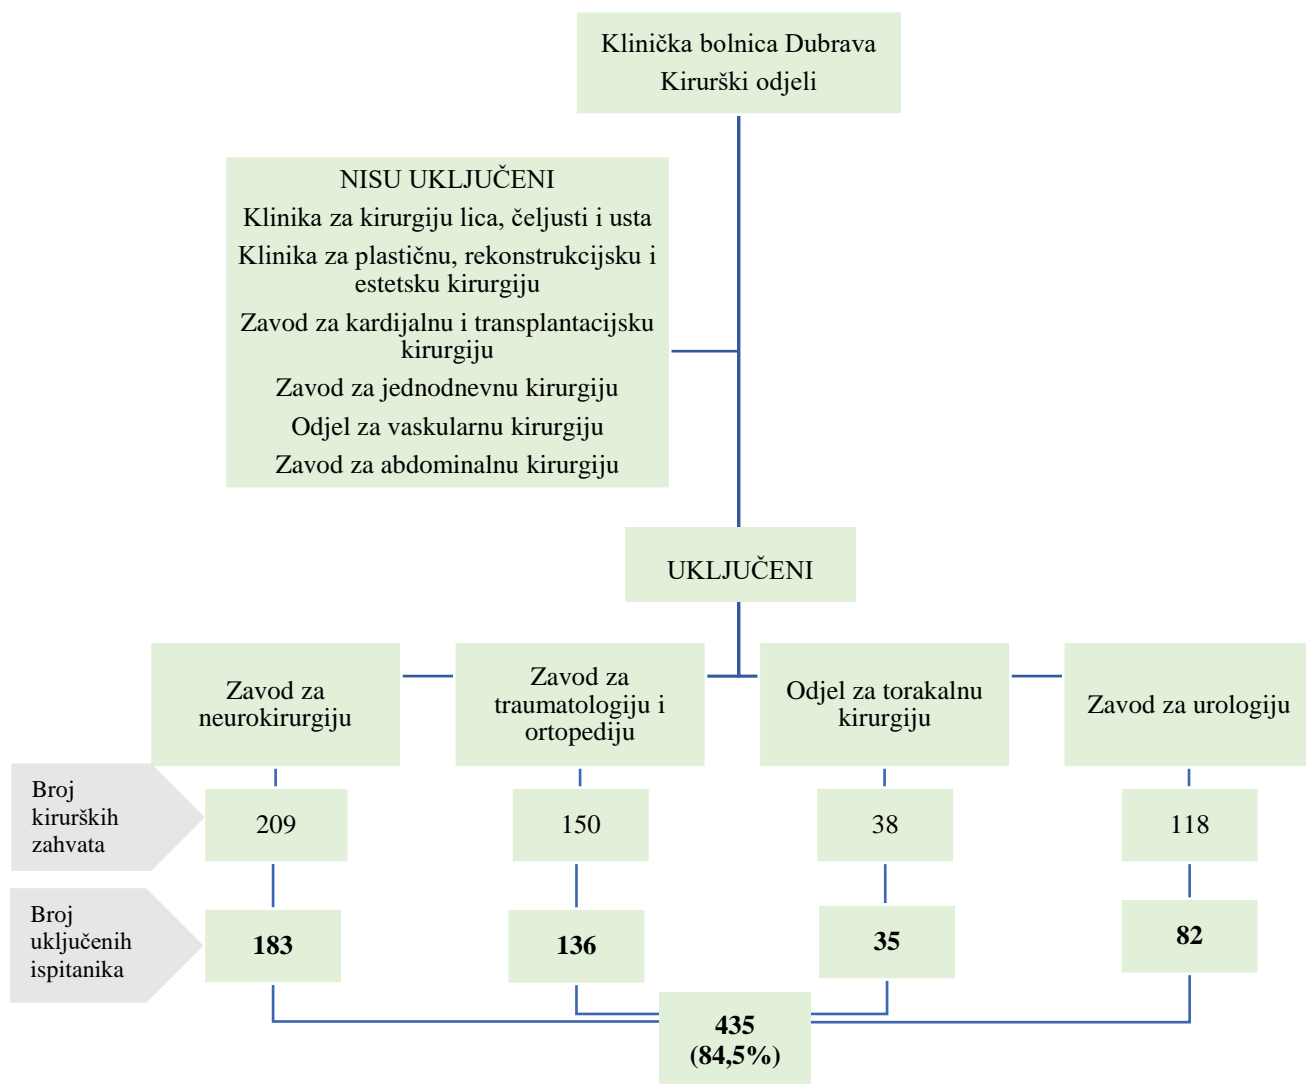 Klinička bolnica Dubrava
Kirurški odjeli
NISU UKLJUČENI
Klinika za kirurgiju lica, čeljusti i usta
Klinika za plastičnu, rekonstrukcijsku i
estetsku kirurgiju
Zavod za kardijalnu i transplantacijsku
kirurgiju
Zavod za jednodnevnu kirurgiju
Odjel za vaskularnu kirurgiju
Zavod za abdominalnu kirurgiju
UKLJUČENI
Zavod za
neurokirurgiju
Zavod za
traumatologiju i
ortopediju
Odjel za torakalnu
kirurgiju
Zavod za urologiju
Broj
kirurških
zahvata
209
150
38
118
Broj
uključenih
ispitanika
183
136
35
82
435
(84,5%)